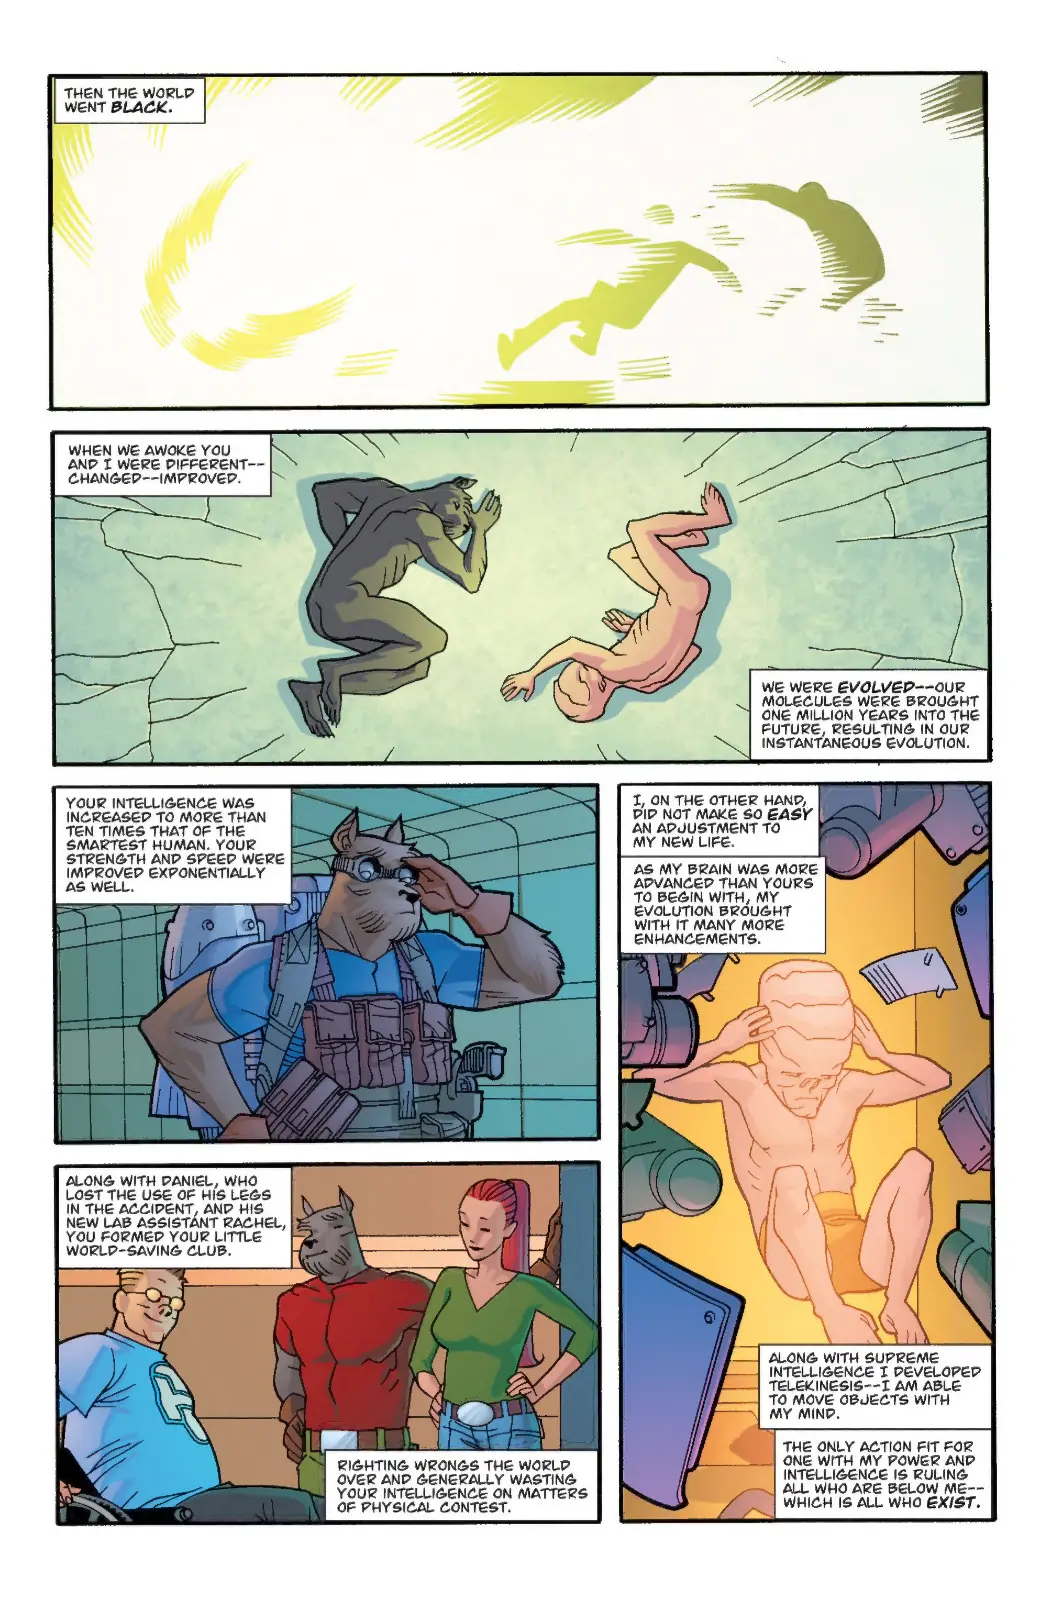 THEN THE WORLD
WENT BLACK.
WHEN WE AWOKE YOU
AND I WERE DIFFERENT--
CHANGED--IMPROVED.
WE WERE EVOLVED--OUR
MOLECULES WERE BROUGHT
ONE MILLION YEARS INTO THE
FUTURE, RESULTING IN OUR
INSTANTANEOUS EVOLUTION.
YOUR INTELLIGENCE WAS
INCREASED TO MORE THAN
TEN TIMES THAT OF THE
SMARTEST HUMAN. YOUR
STRENGTH AND SPEED WERE
IMPROVED EXPONENTIALLY
AS WELL.
ALONG WITH DANIEL, WHO
LOST THE USE OF HIS LEGS
IN THE ACCIDENT, AND HIS
NEW LAB ASSISTANT RACHEL,
YOU FORMED YOUR LITTLE
WORLD-SAVING CLUB.
RIGHTING WRONGS THE WORLD
OVER AND GENERALLY WASTING
YOUR INTELLIGENCE ON MATTERS
OF PHYSICAL CONTEST.
I, ON THE OTHER HAND,
DID NOT MAKE SO EASY
AN ADJUSTMENT TO
MY NEW LIFE.
AS MY BRAIN WAS MORE
ADVANCED THAN YOURS
TO BEGIN WITH, MY
EVOLUTION BROUGHT
WITH IT MANY MORE
ENHANCEMENTS.
ALONG WITH SUPREME
INTELLIGENCE I DEVELOPED
TELEKINESIS--I AM ABLE
TO MOVE OBJECTS WITH
MY MIND.
THE ONLY ACTION FIT FOR
ONE WITH MY POWER AND
INTELLIGENCE IS RULING
ALL WHO ARE BELOW ME--
WHICH IS ALL WHO EXIST.